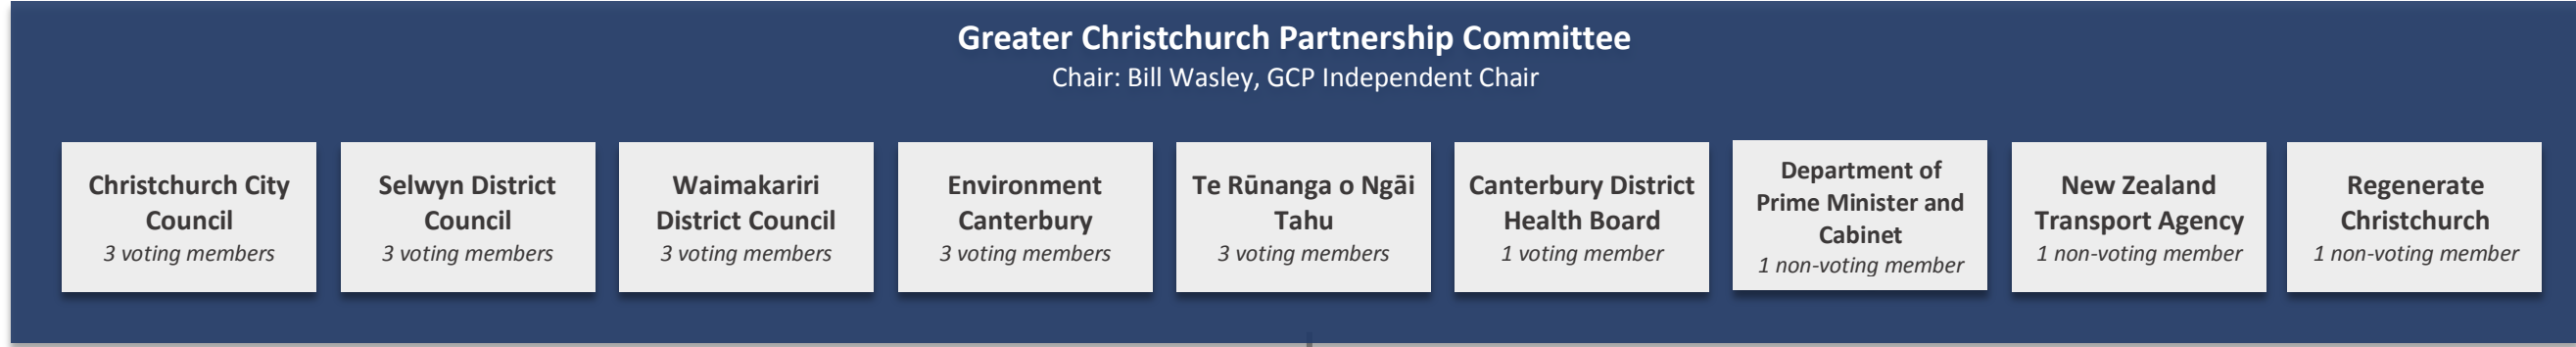 Greater Christchurch Partnership Committee
Chair: Bill Wasley, GCP Independent Chair
Christchurch City
Council
3 voting members
Selwyn District
Council
3 voting members
Waimakariri
District Council
3 voting members
Environment
Canterbury
3 voting members
Te Rūnanga o Ngāi
Tahu
3 voting members
Canterbury District
Health Board
1 voting member
Department of
Prime Minister and
Cabinet
1 non-voting member
New Zealand
Transport Agency
1 non-voting member
Regenerate
Christchurch
1 non-voting member